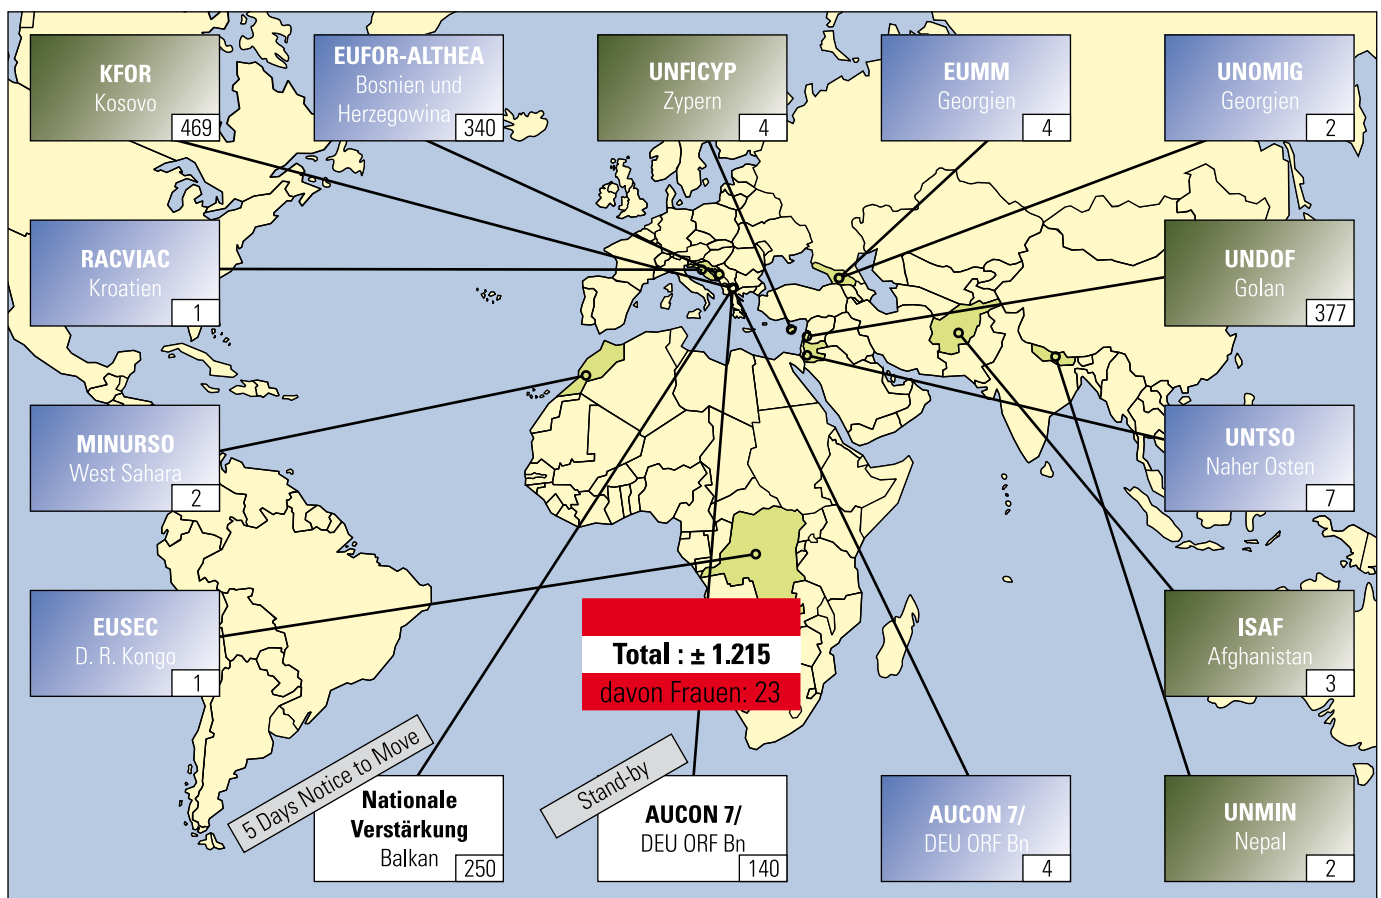 KFOR
Kosovo
469
EUFOR-ALTHEA
Bosnien und
Herzegowina
340
UNFICYP
Zypern
4
EUMM
Georgien
4
UNOMIG
Georgien
2
RACVIAC
Kroatien
1
UNDOF
Golan
377
MINURSO
West Sahara
2
UNTSO
Naher Osten
7
EUSEC
D. R. Kongo
1
Total : ± 1.215
davon Frauen: 23
ISAF
Afghanistan
3
5 Days Notice to Move
Nationale
Verstärkung
Balkan
250
Stand-by
AUCON 7/
DEU ORF Bn
140
AUCON 7/
DEU ORF Bn
4
UNMIN
Nepal
2